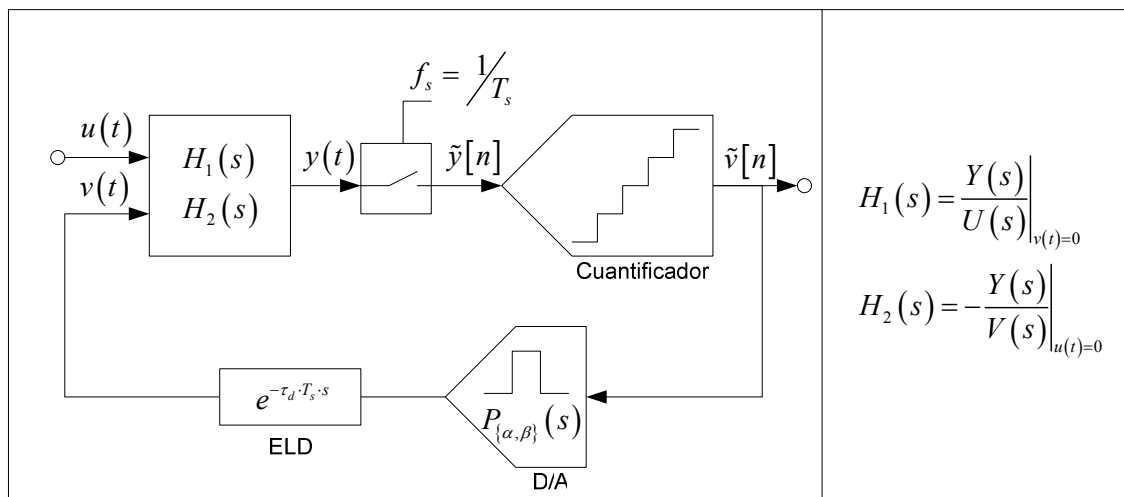 f_s = 1/T_s
u(t)
v(t)
H_1(s)
H_2(s)
y(t)
ỹ[n]
ṽ[n]
Cuantificador
e^{-τ_d·T_s·s}
ELD
P_{{α,β}}(s)
D/A
H_1(s) = Y(s)/U(s)|_{v(t)=0}
H_2(s) = -Y(s)/V(s)|_{u(t)=0}